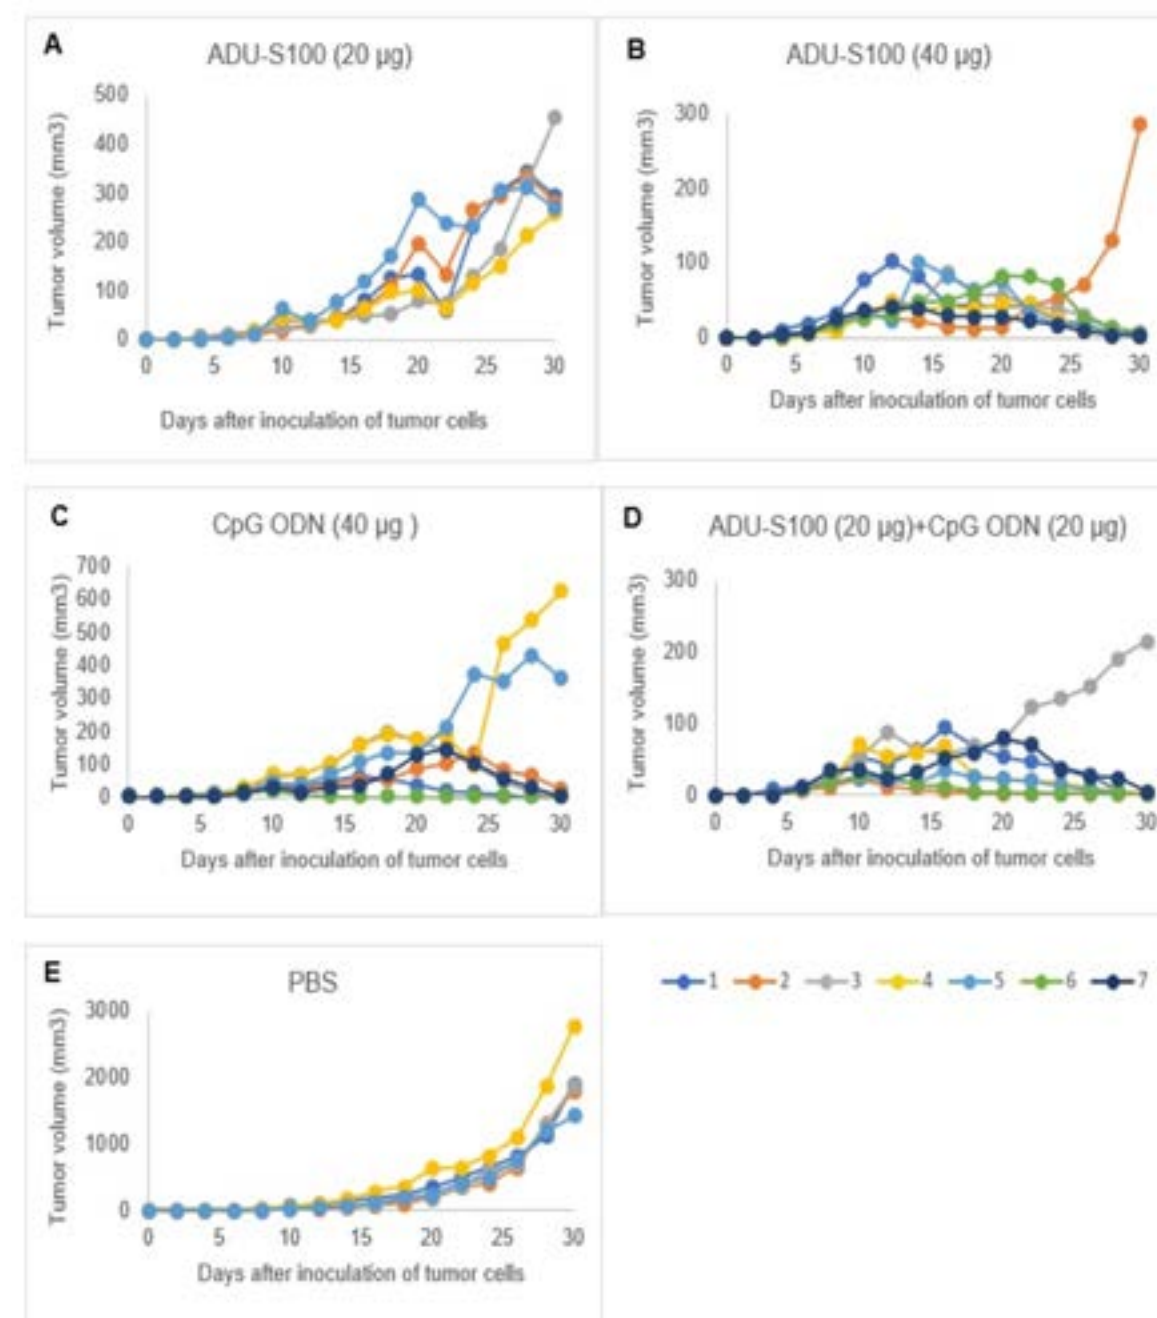 A
ADU-S100 (20 µg)
500
400
300
200
100
0
0 5 10 15 20 25 30
Tumor volume (mm3)
Days after inoculation of tumor cells
B
ADU-S100 (40 µg)
300
200
100
0
0 5 10 15 20 25 30
Tumor volume (mm3)
Days after inoculation of tumor cells
C
CpG ODN (40 µg )
700
600
500
400
300
200
100
0
0 5 10 15 20 25 30
Tumor volume (mm3)
Days after inoculation of tumor cells
D
ADU-S100 (20 µg)+CpG ODN (20 µg)
300
200
100
0
0 5 10 15 20 25 30
Tumor volume (mm3)
Days after inoculation of tumor cells
E
PBS
3000
2000
1000
0
0 5 10 15 20 25 30
Tumor volume (mm3)
Days after inoculation of tumor cells
1 2 3 4 5 6 7